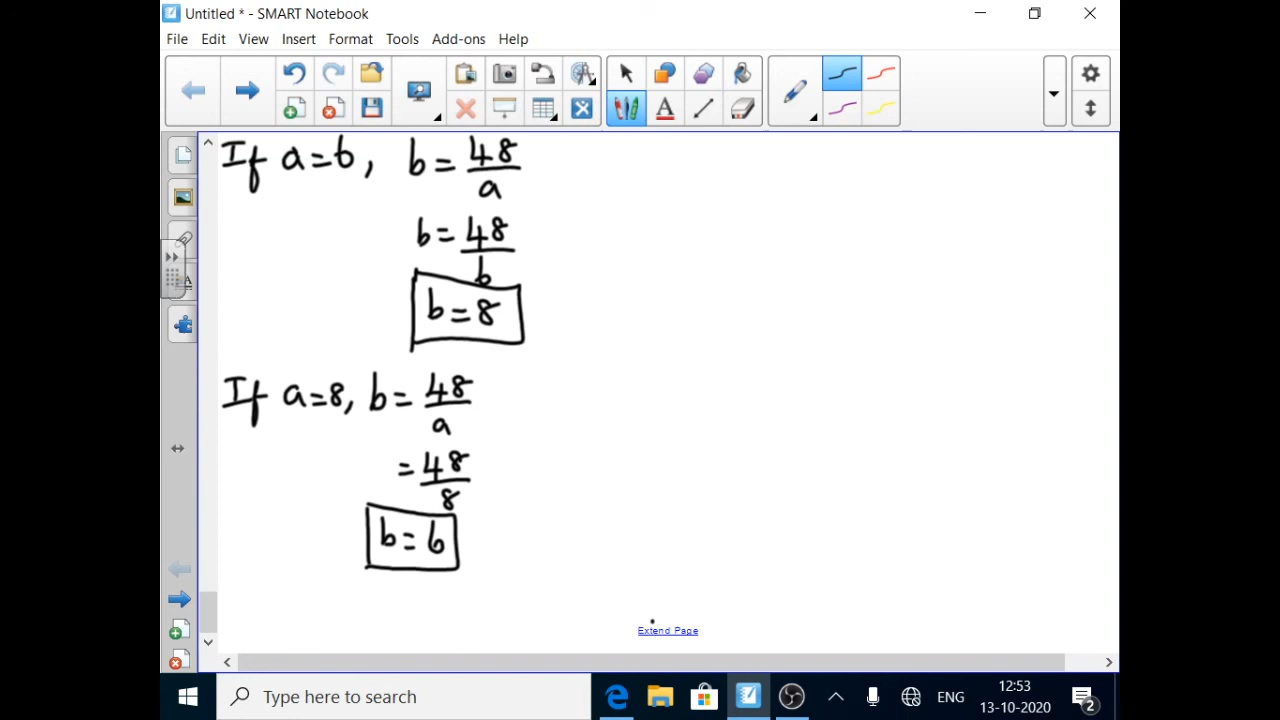 Untitled * - SMART Notebook
File Edit View Insert Format Tools Add-ons Help
If a=6, b = 48/a
b = 48/6
b = 8
If a=8, b = 48/a
= 48/8
b = 6
Extend Page
Type here to search
ENG
12:53
13-10-2020
2